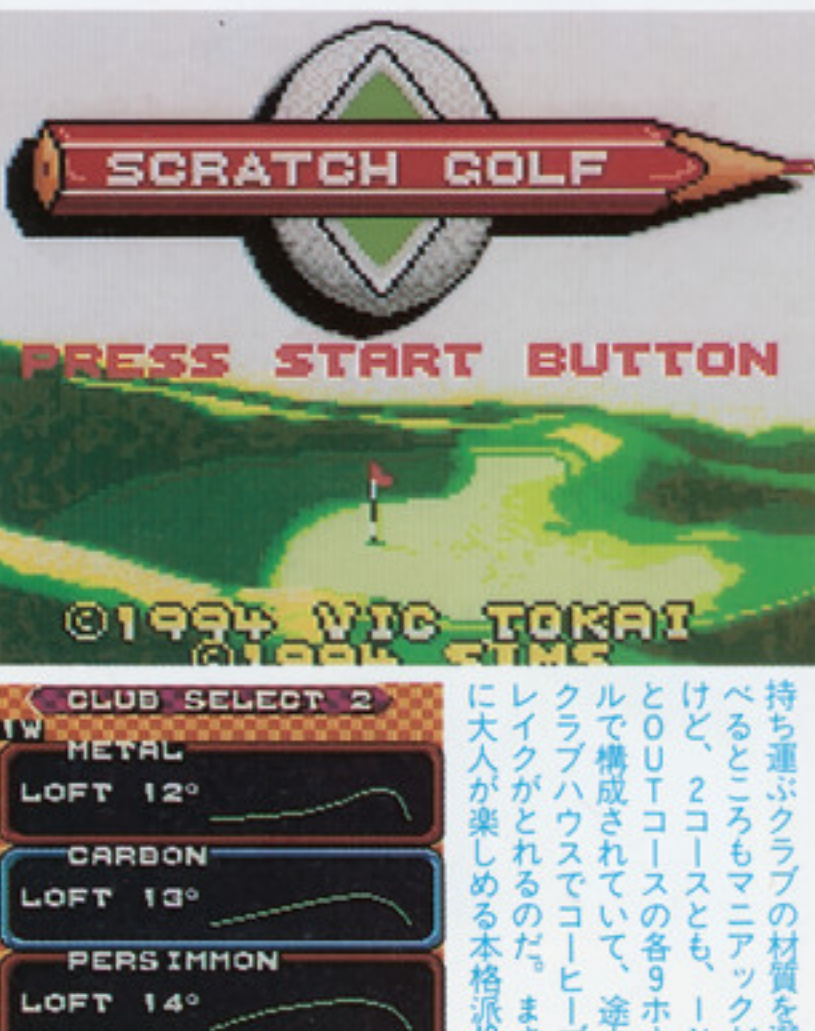 SCRATCH GOLF
PRESS START BUTTON
©1994 VIC TOKAI
©1994 SIMS
CLUB SELECT 2
1W
METAL
LOFT 12°
CARBON
LOFT 13°
PERSIMMON
LOFT 14°
持ち運ぶクラブの材質を
べるところもマニアック
けど、2コースとも、
とOUTコースの各9ホ
ルで構成されていて、途
クラブハウスでコーヒー
レイクがとれるのだ。ま
に大人が楽しめる本格派